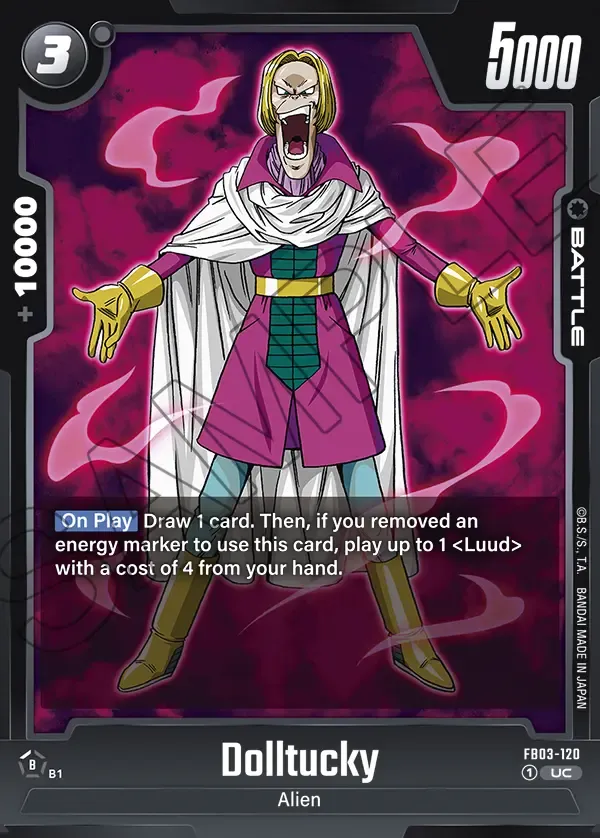 3
5000
+ 10000
BATTLE
SAMPLE
On Play Draw 1 card. Then, if you removed an
energy marker to use this card, play up to 1 <Luud>
with a cost of 4 from your hand.
©B.S./S., T.A. BANDAI MADE IN JAPAN
Dolltucky
FB03-120
B
B1
1 UC
Alien